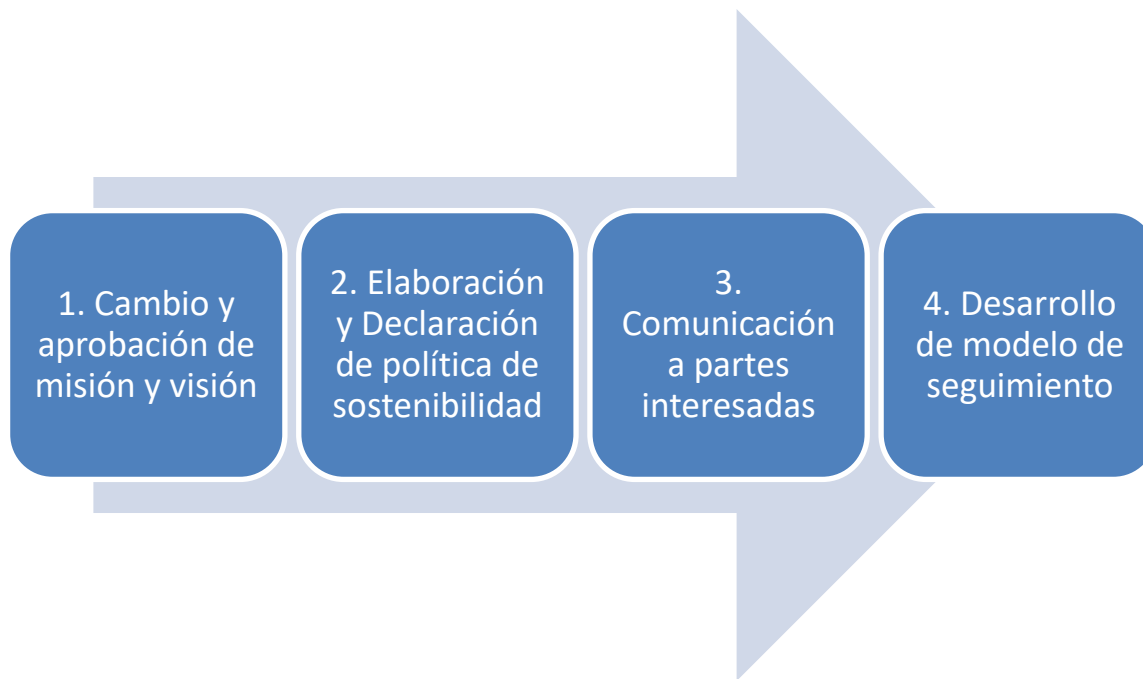 1. Cambio y
aprobación de
misión y visión
2. Elaboración
y Declaración
de política de
sostenibilidad
3.
Comunicación
a partes
interesadas
4. Desarrollo
de modelo de
seguimiento